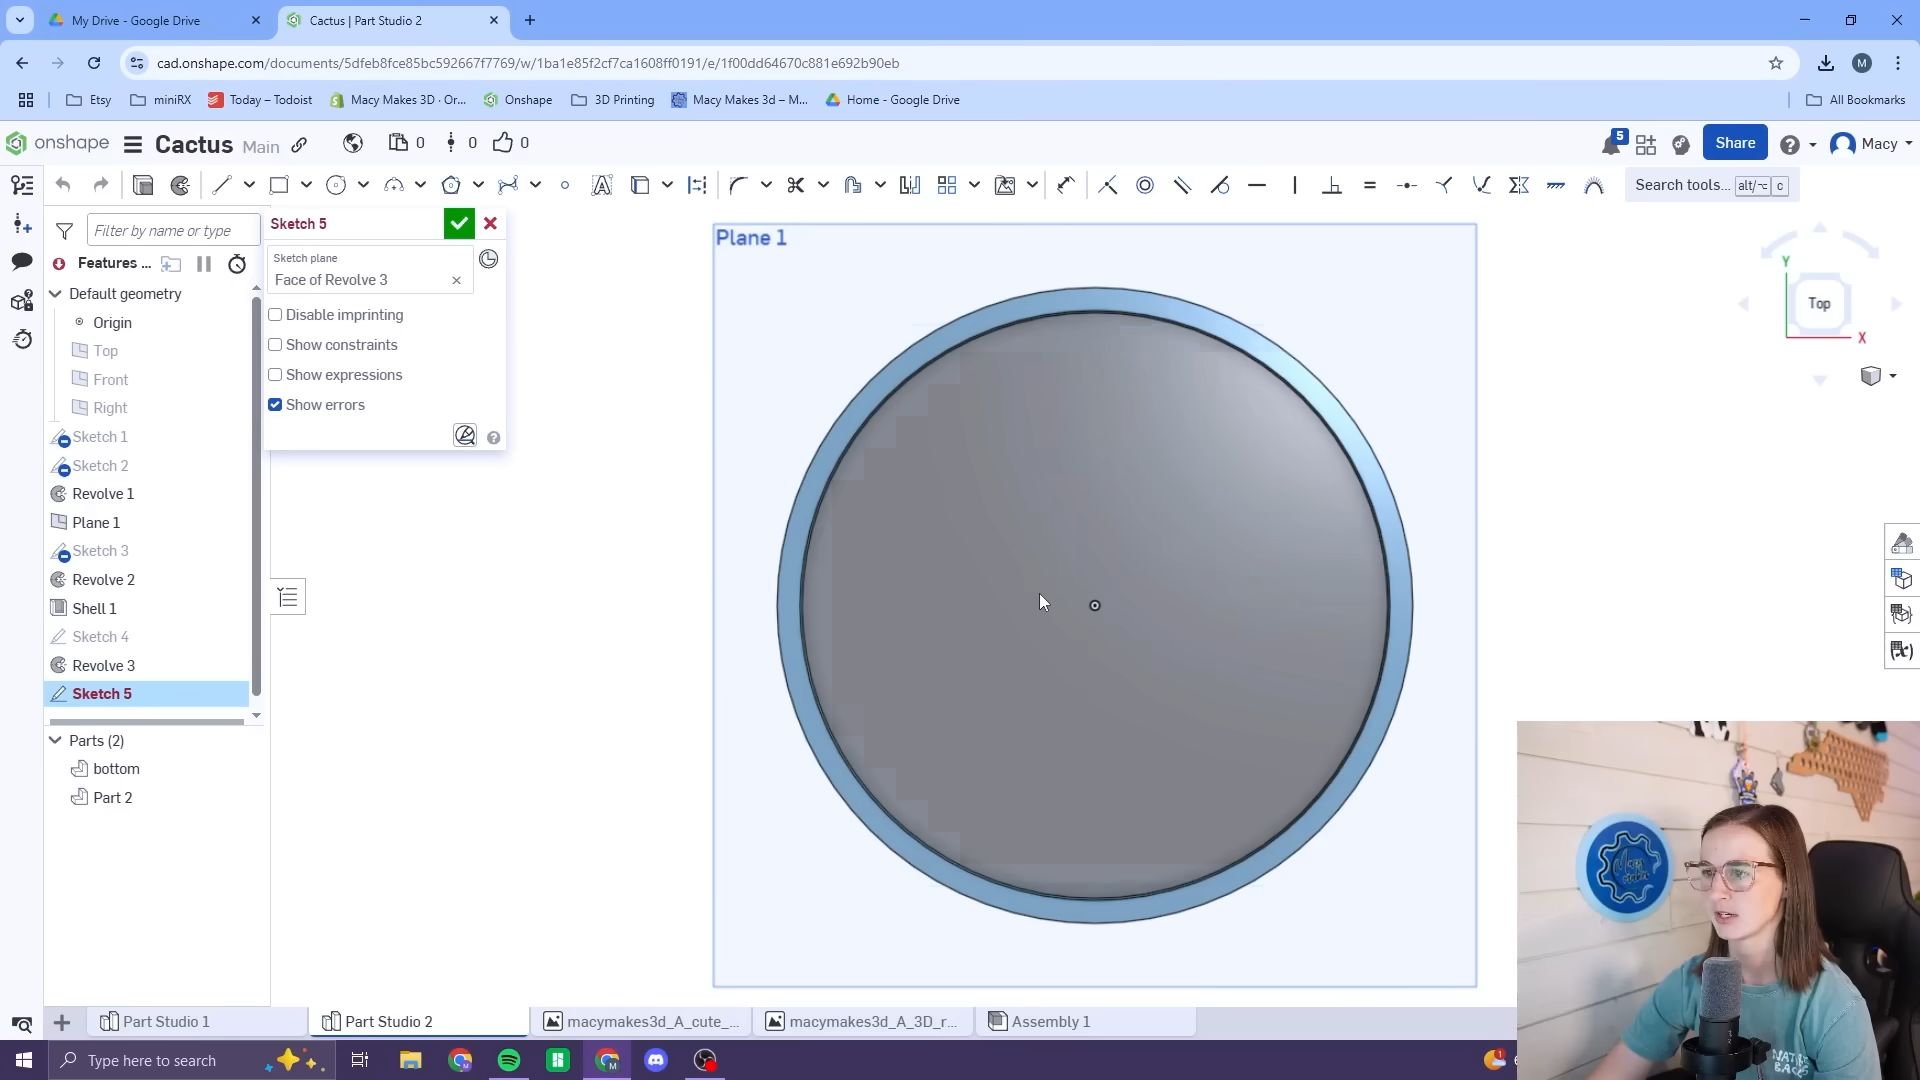 My Drive - Google Drive
Cactus | Part Studio 2
cad.onshape.com/documents/5dfeb8fce85bc592667f7769/w/1ba1e85f2cf7ca1608ff0191/e/1f00dd64670c881e692b90eb
M
Etsy
miniRX
Today – Todoist
Macy Makes 3D · Or...
Onshape
3D Printing
Macy Makes 3d – M...
Home - Google Drive
All Bookmarks
onshape
Cactus Main
0
0
0
5
Share
Macy
Search tools... alt/⌥ c
Filter by name or type
Features ...
Default geometry
Origin
Top
Front
Right
Sketch 1
Sketch 2
Revolve 1
Plane 1
Sketch 3
Revolve 2
Shell 1
Sketch 4
Revolve 3
Sketch 5
Parts (2)
bottom
Part 2
Sketch 5
Sketch plane
Face of Revolve 3
Disable imprinting
Show constraints
Show expressions
Show errors
Plane 1
Y
Top
X
Part Studio 1
Part Studio 2
macymakes3d_A_cute_...
macymakes3d_A_3D_r...
Assembly 1
Type here to search
1